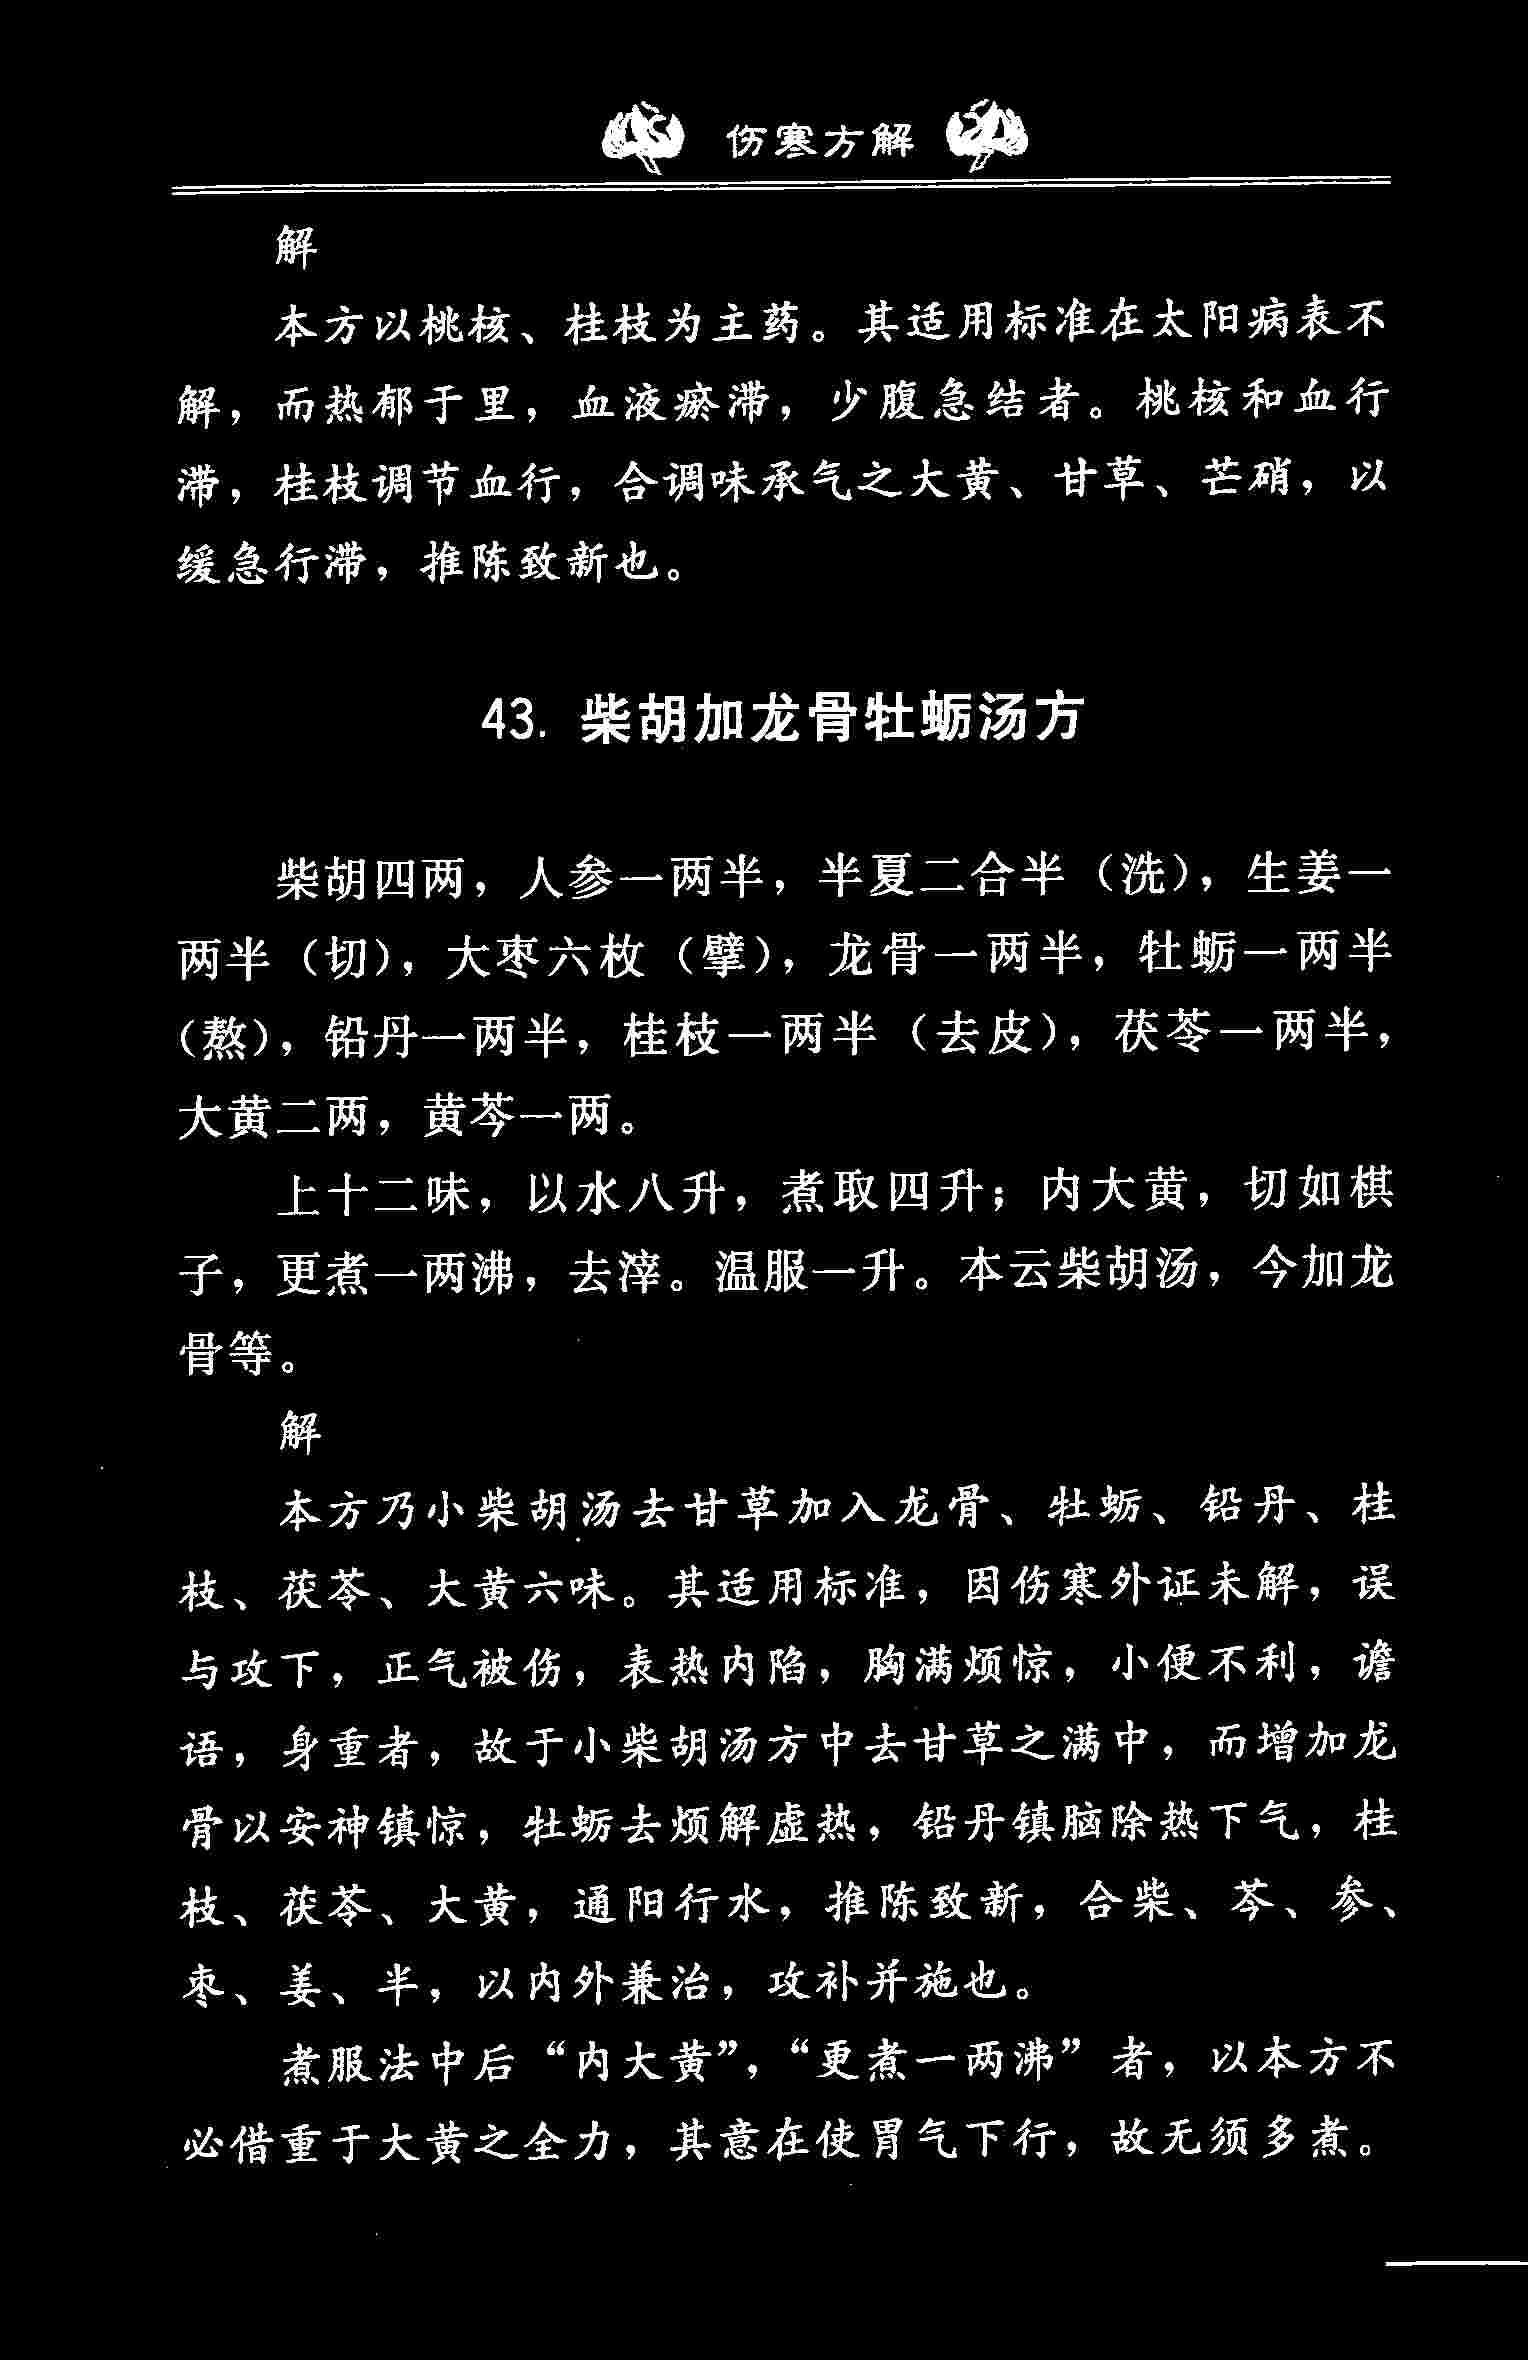 伤寒方解
解
本方以桃核、桂枝为主药。其适用标准在太阳病表不
解，而热郁于里，血液瘀滞，少腹急结者。桃核和血行
滞，桂枝调节血行，合调味承气之大黄、甘草、芒硝，以
缓急行滞，推陈致新也。
43. 柴胡加龙骨牡蛎汤方
柴胡四两，人参一两半，半夏二合半（洗），生姜一
两半（切），大枣六枚（擘），龙骨一两半，牡蛎一两半
（熬），铅丹一两半，桂枝一两半（去皮），茯苓一两半，
大黄二两，黄芩一两。
上十二味，以水八升，煮取四升；内大黄，切如棋
子，更煮一两沸，去滓。温服一升。本云柴胡汤，今加龙
骨等。
解
本方乃小柴胡汤去甘草加入龙骨、牡蛎、铅丹、桂
枝、茯苓、大黄六味。其适用标准，因伤寒外证未解，误
与攻下，正气被伤，表热内陷，胸满烦惊，小便不利，谵
语，身重者，故于小柴胡汤方中去甘草之满中，而增加龙
骨以安神镇惊，牡蛎去烦解虚热，铅丹镇脑除热下气，桂
枝、茯苓、大黄，通阳行水，推陈致新，合柴、芩、参、
枣、姜、半，以内外兼治，攻补并施也。
煮服法中后“内大黄”，“更煮一两沸”者，以本方不
必借重于大黄之全力，其意在使胃气下行，故无须多煮。